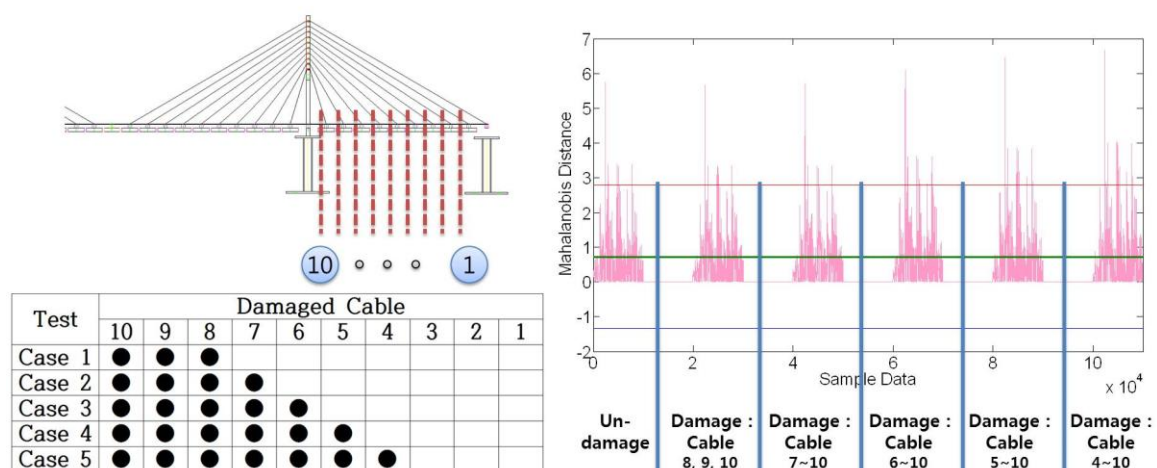 10 1
Damaged Cable
Test 10 9 8 7 6 5 4 3 2 1
Case 1
Case 2
Case 3
Case 4
Case 5
7
6
5
4
3
2
1
0
-1
-2
Mahalanobis Distance
0 2 4 6 8 10
Sample Data
x 10⁴
Un-
damage
Damage :
Cable
8, 9, 10
Damage :
Cable
7~10
Damage :
Cable
6~10
Damage :
Cable
5~10
Damage :
Cable
4~10